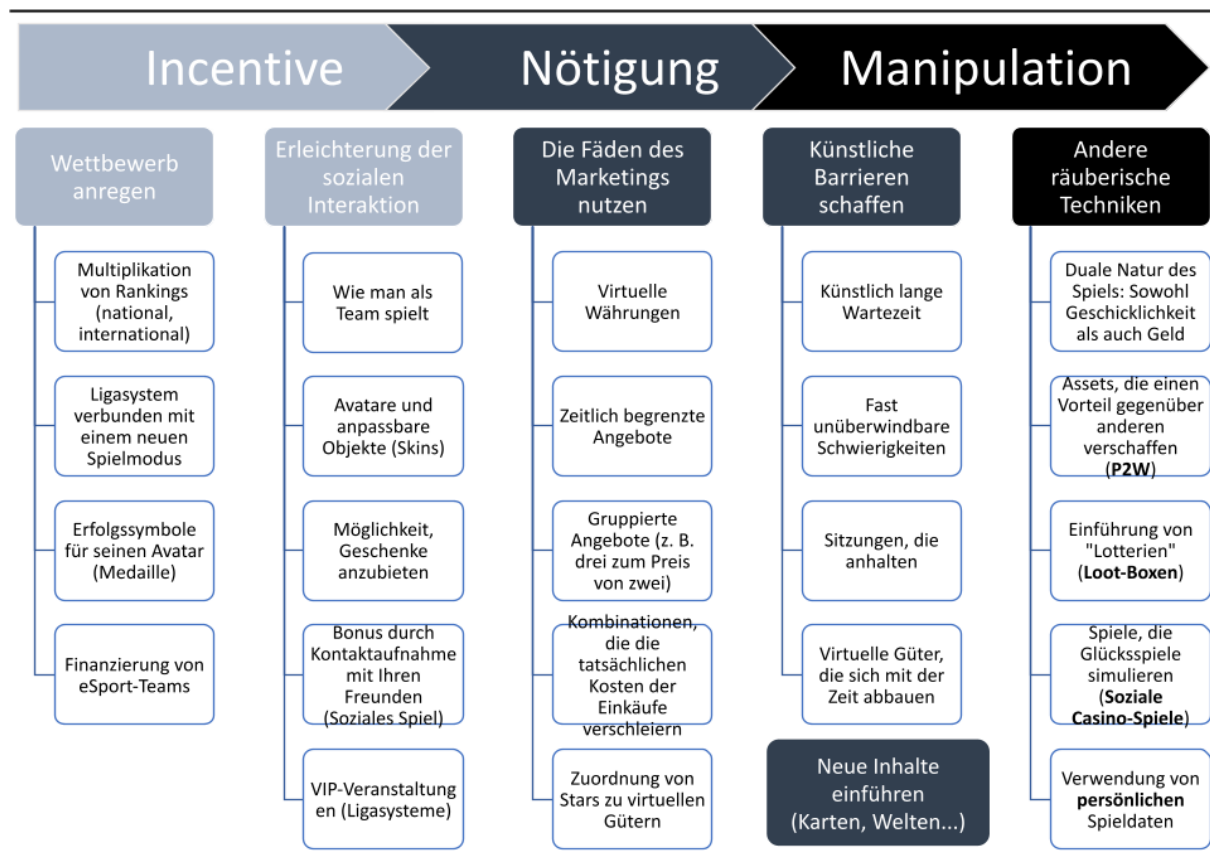 Incentive
Nötigung
Manipulation
Wettbewerb
anregen
Multiplikation
von Rankings
(national,
international)
Ligasystem
verbunden mit
einem neuen
Spielmodus
Erfolgssymbole
für seinen Avatar
(Medaille)
Finanzierung von
eSport-Teams
Erleichterung der
sozialen
Interaktion
Wie man als
Team spielt
Avatare und
anpassbare
Objekte (Skins)
Möglichkeit,
Geschenke
anzubieten
Bonus durch
Kontaktaufnahme
mit Ihren
Freunden
(Soziales Spiel)
VIP-Veranstaltung
en (Ligasysteme)
Die Fäden des
Marketings
nutzen
Virtuelle
Währungen
Zeitlich begrenzte
Angebote
Gruppierte
Angebote (z. B.
drei zum Preis
von zwei)
Kombinationen,
die die
tatsächlichen
Kosten der
Einkäufe
verschleiern
Zuordnung von
Stars zu virtuellen
Gütern
Künstliche
Barrieren
schaffen
Künstlich lange
Wartezeit
Fast
unüberwindbare
Schwierigkeiten
Sitzungen, die
anhalten
Virtuelle Güter,
die sich mit der
Zeit abbauen
Neue Inhalte
einführen
(Karten, Welten...)
Andere
räuberische
Techniken
Duale Natur des
Spiels: Sowohl
Geschicklichkeit
als auch Geld
Assets, die einen
Vorteil gegenüber
anderen
verschaffen
(P2W)
Einführung von
"Lotterien"
(Loot-Boxen)
Spiele, die
Glücksspiele
simulieren
(Soziale
Casino-Spiele)
Verwendung von
persönlichen
Spieldaten